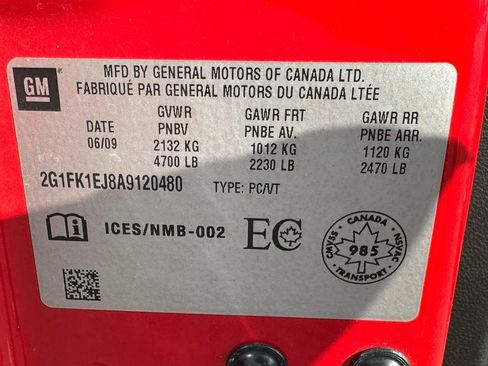 GM
MFD BY GENERAL MOTORS OF CANADA LTD.
FABRIQUÉ PAR GENERAL MOTORS DU CANADA LTÉE
GVWR GAWR FRT GAWR RR
DATE PNBV PNBE AV. PNBE ARR.
06/09 2132 KG 1012 KG 1120 KG
4700 LB 2230 LB 2470 LB
2G1FK1EJ8A9120480 TYPE: PC/VT
i ICES/NMB-002 EC
CANADA
CMVSS 985 NSVAC
TRANSPORT